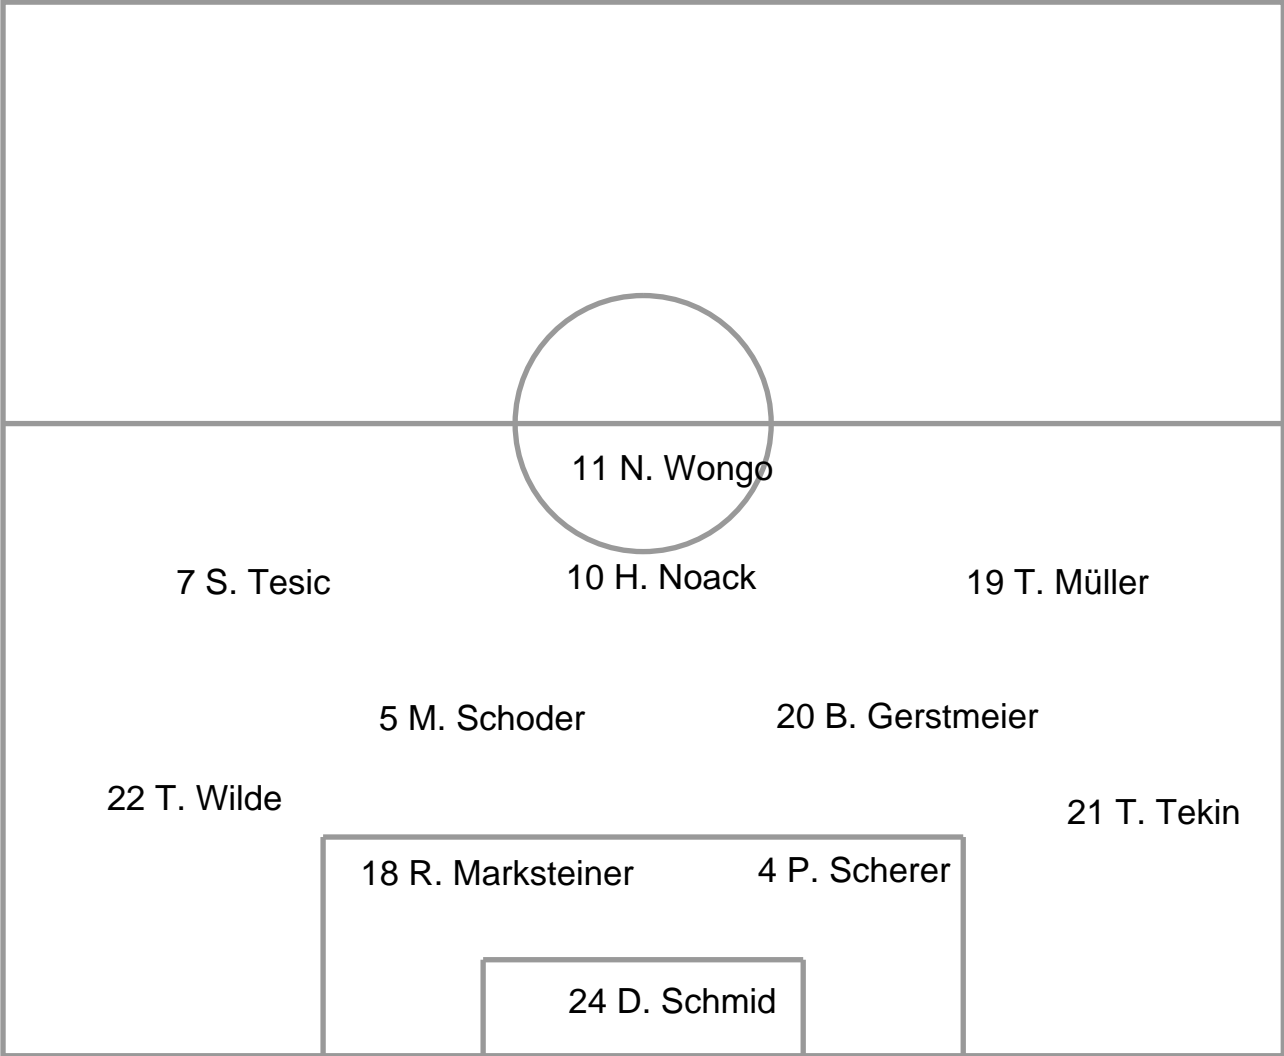 11 N. Wongo
7 S. Tesic
10 H. Noack
19 T. Müller
5 M. Schoder
20 B. Gerstmeier
22 T. Wilde
21 T. Tekin
18 R. Marksteiner
4 P. Scherer
24 D. Schmid